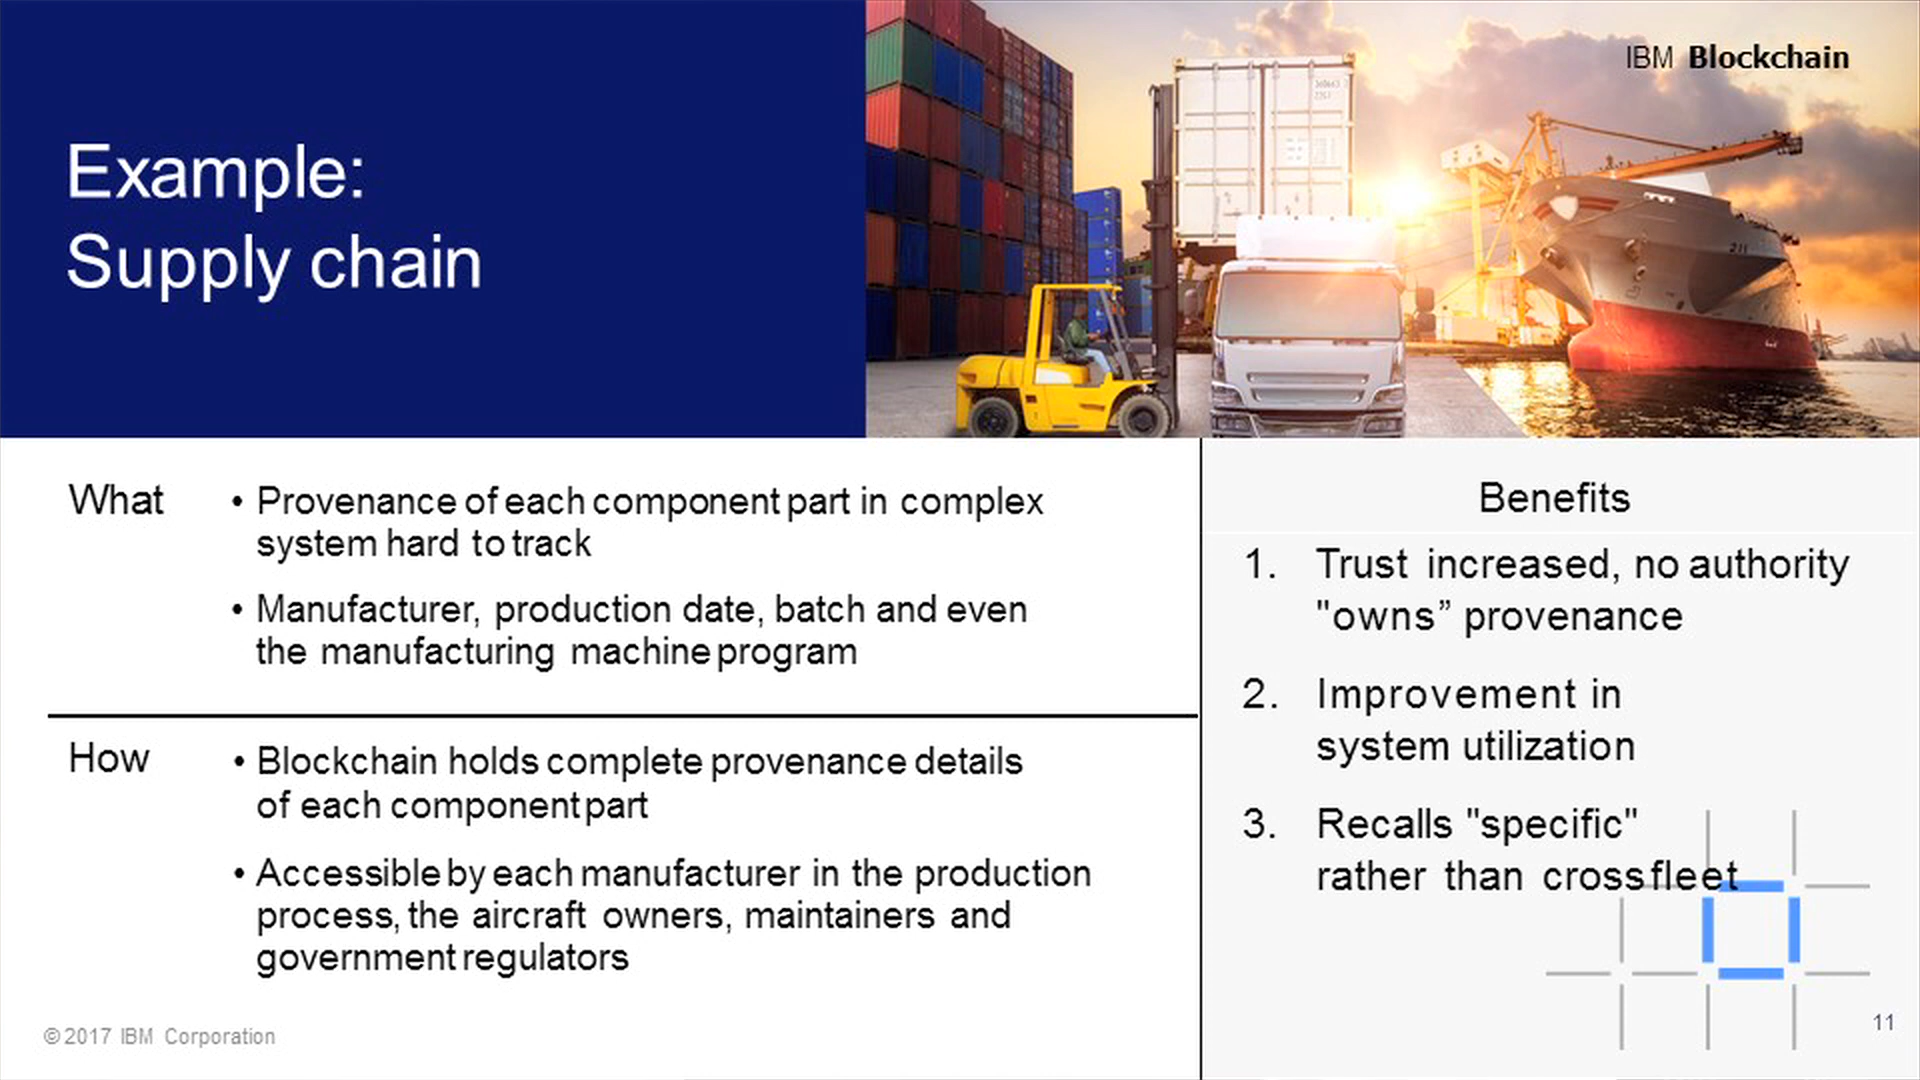 IBM Blockchain
Example:
Supply chain
What
• Provenance of each component part in complex
system hard to track
• Manufacturer, production date, batch and even
the manufacturing machine program
How
• Blockchain holds complete provenance details
of each component part
• Accessible by each manufacturer in the production
process, the aircraft owners, maintainers and
government regulators
Benefits
1. Trust increased, no authority
"owns” provenance
2. Improvement in
system utilization
3. Recalls "specific"
rather than cross fleet
© 2017 IBM Corporation
11